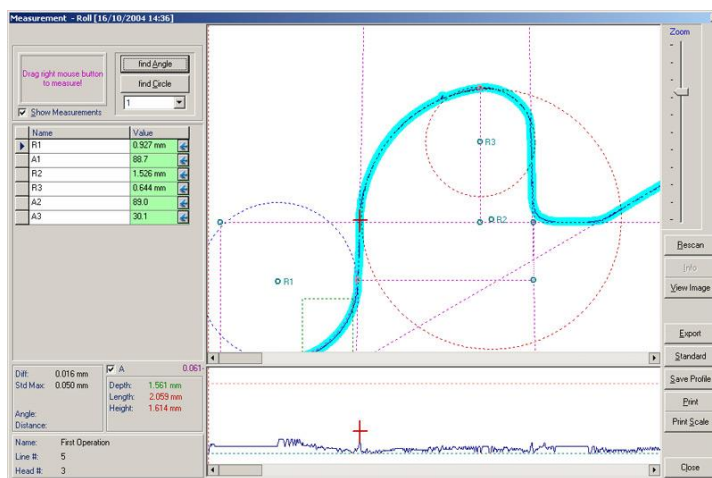 Measurement - Roll [16/10/2004 14:36]
Drag right mouse button
to measure!
find Angle
find Circle
1
Show Measurements
Name Value
R1 0.927 mm
A1 88.7
R2 1.526 mm
R3 0.644 mm
A2 89.0
A3 30.1
Diff: 0.016 mm
Std Max: 0.050 mm
Angle:
Distance:
A 0.061-
Depth: 1.561 mm
Length: 2.059 mm
Height: 1.614 mm
Name: First Operation
Line #: 5
Head #: 3
R3
R2
R1
Zoom
Rescan
Info
View Image
Export
Standard
Save Profile
Print
Print Scale
Close